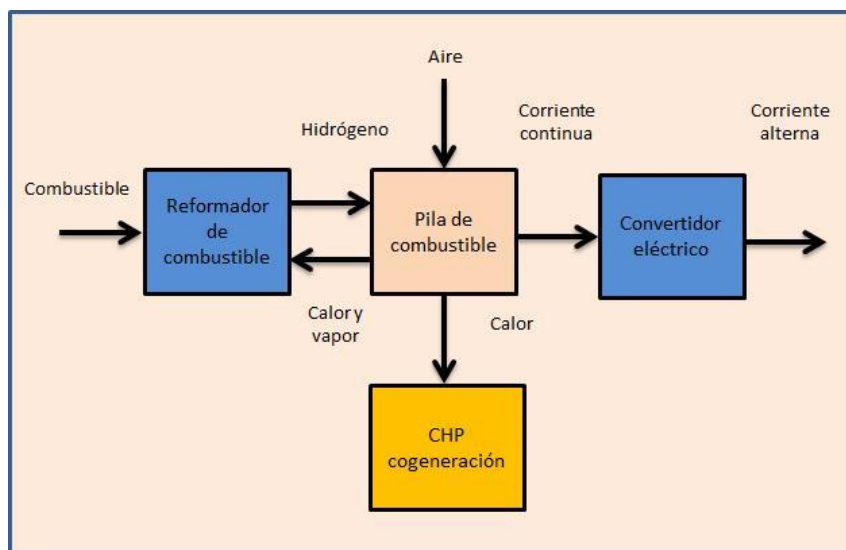 Aire
Hidrógeno
Corriente
continua
Corriente
alterna
Combustible
Reformador
de
combustible
Pila de
combustible
Convertidor
eléctrico
Calor y
vapor
Calor
CHP
cogeneración